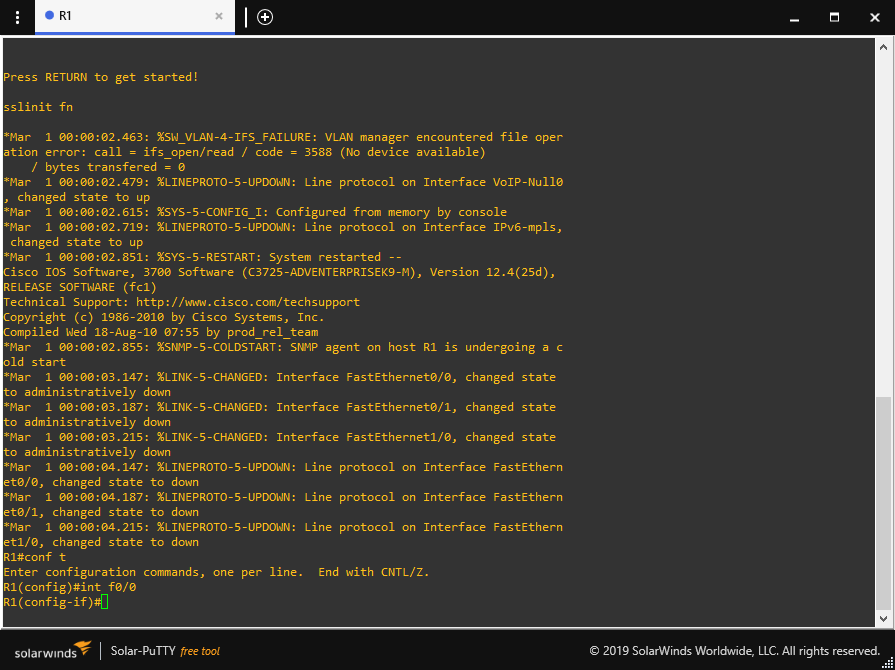 R1
Press RETURN to get started!
sslinit fn
*Mar  1 00:00:02.463: %SW_VLAN-4-IFS_FAILURE: VLAN manager encountered file oper
ation error: call = ifs_open/read / code = 3588 (No device available)
    / bytes transfered = 0
*Mar  1 00:00:02.479: %LINEPROTO-5-UPDOWN: Line protocol on Interface VoIP-Null0
, changed state to up
*Mar  1 00:00:02.615: %SYS-5-CONFIG_I: Configured from memory by console
*Mar  1 00:00:02.719: %LINEPROTO-5-UPDOWN: Line protocol on Interface IPv6-mpls,
 changed state to up
*Mar  1 00:00:02.851: %SYS-5-RESTART: System restarted --
Cisco IOS Software, 3700 Software (C3725-ADVENTERPRISEK9-M), Version 12.4(25d),
RELEASE SOFTWARE (fc1)
Technical Support: http://www.cisco.com/techsupport
Copyright (c) 1986-2010 by Cisco Systems, Inc.
Compiled Wed 18-Aug-10 07:55 by prod_rel_team
*Mar  1 00:00:02.855: %SNMP-5-COLDSTART: SNMP agent on host R1 is undergoing a c
old start
*Mar  1 00:00:03.147: %LINK-5-CHANGED: Interface FastEthernet0/0, changed state
to administratively down
*Mar  1 00:00:03.187: %LINK-5-CHANGED: Interface FastEthernet0/1, changed state
to administratively down
*Mar  1 00:00:03.215: %LINK-5-CHANGED: Interface FastEthernet1/0, changed state
to administratively down
*Mar  1 00:00:04.147: %LINEPROTO-5-UPDOWN: Line protocol on Interface FastEthern
et0/0, changed state to down
*Mar  1 00:00:04.187: %LINEPROTO-5-UPDOWN: Line protocol on Interface FastEthern
et0/1, changed state to down
*Mar  1 00:00:04.215: %LINEPROTO-5-UPDOWN: Line protocol on Interface FastEthern
et1/0, changed state to down
R1#conf t
Enter configuration commands, one per line.  End with CNTL/Z.
R1(config)#int f0/0
R1(config-if)#
solarwinds | Solar-PuTTY free tool © 2019 SolarWinds Worldwide, LLC. All rights reserved.